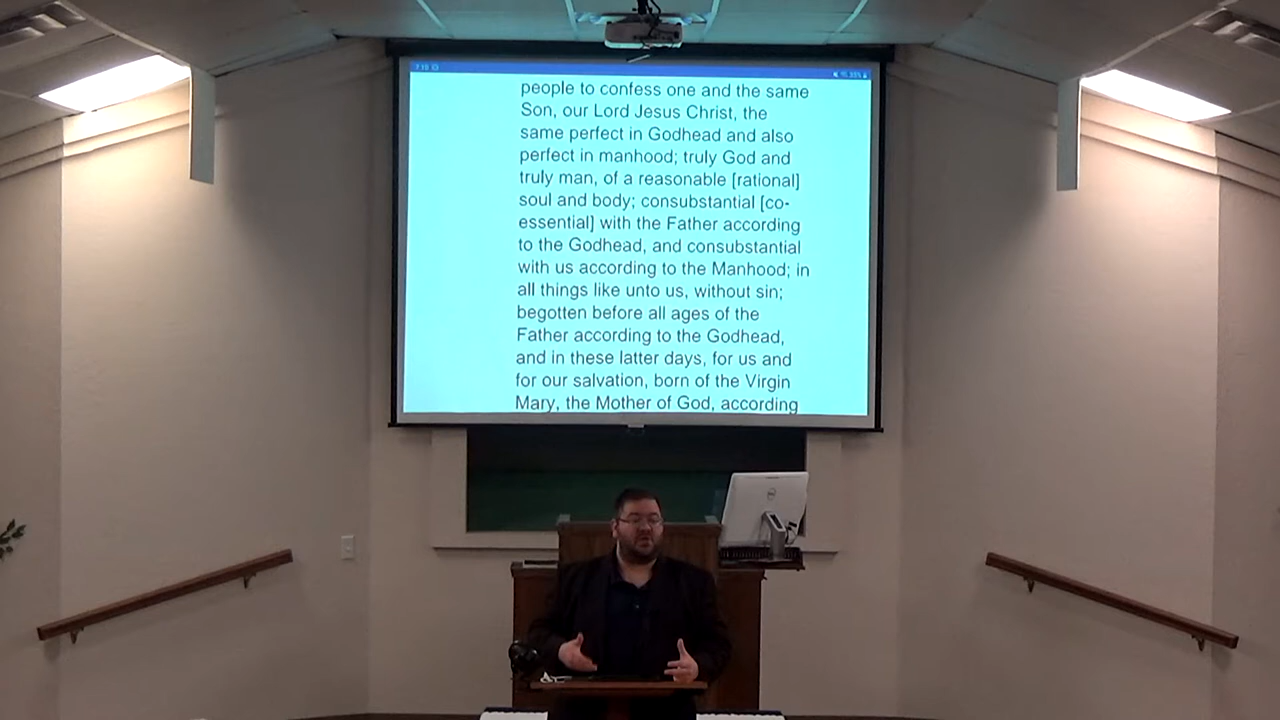 people to confess one and the same
Son, our Lord Jesus Christ, the
same perfect in Godhead and also
perfect in manhood; truly God and
truly man, of a reasonable [rational]
soul and body; consubstantial [co-
essential] with the Father according
to the Godhead, and consubstantial
with us according to the Manhood; in
all things like unto us, without sin;
begotten before all ages of the
Father according to the Godhead,
and in these latter days, for us and
for our salvation, born of the Virgin
Mary, the Mother of God, according